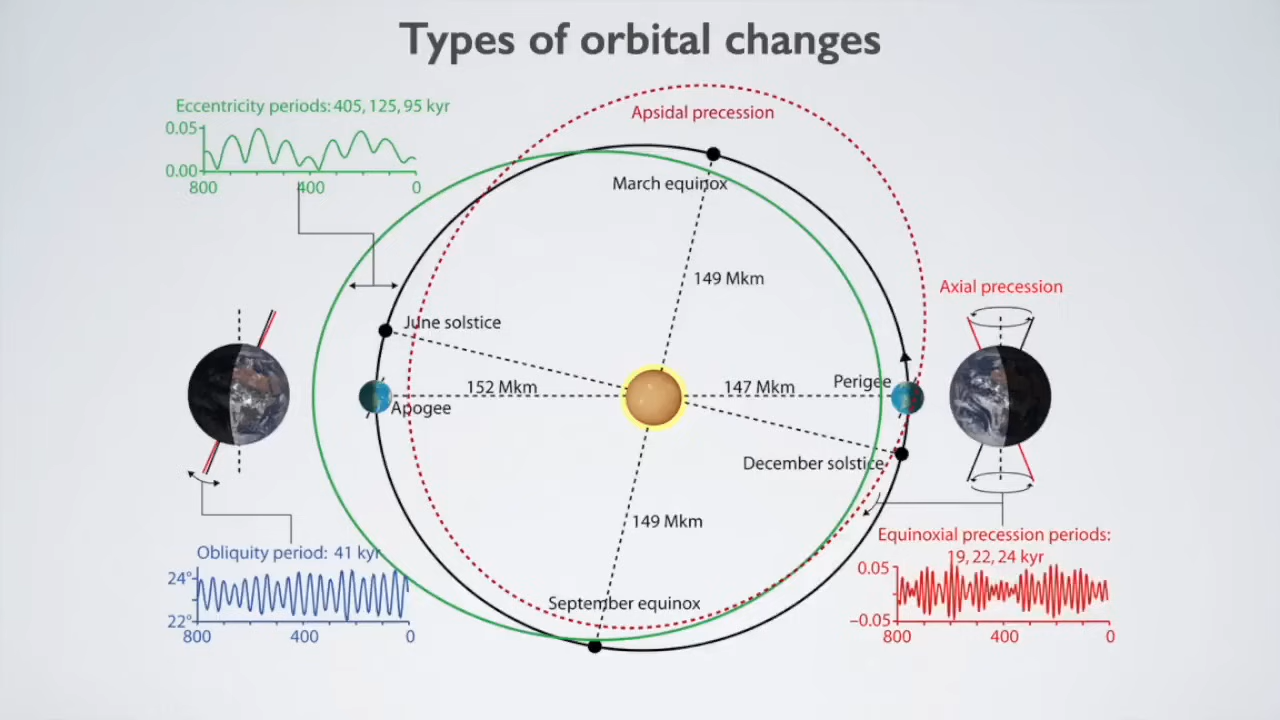 Types of orbital changes
Eccentricity periods: 405, 125, 95 kyr
0.05
0.00
800
400
0
Apsidal precession
March equinox
149 Mkm
Axial precession
June solstice
152 Mkm
147 Mkm
Perigee
Apogee
December solstice
149 Mkm
Equinoxial precession periods:
19, 22, 24 kyr
Obliquity period: 41 kyr
24°
22°
800
400
0
September equinox
0.05
–0.05
800
400
0